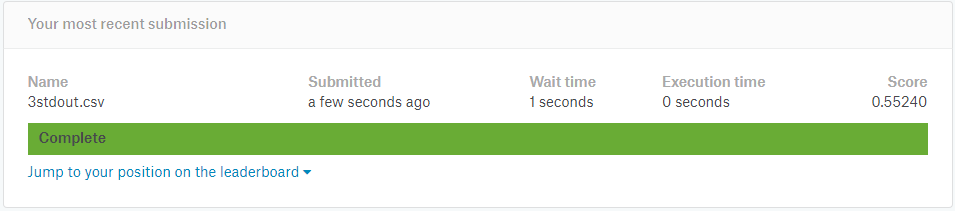 Your most recent submission
Name Submitted Wait time Execution time Score
3stdout.csv a few seconds ago 1 seconds 0 seconds 0.55240
Complete
Jump to your position on the leaderboard